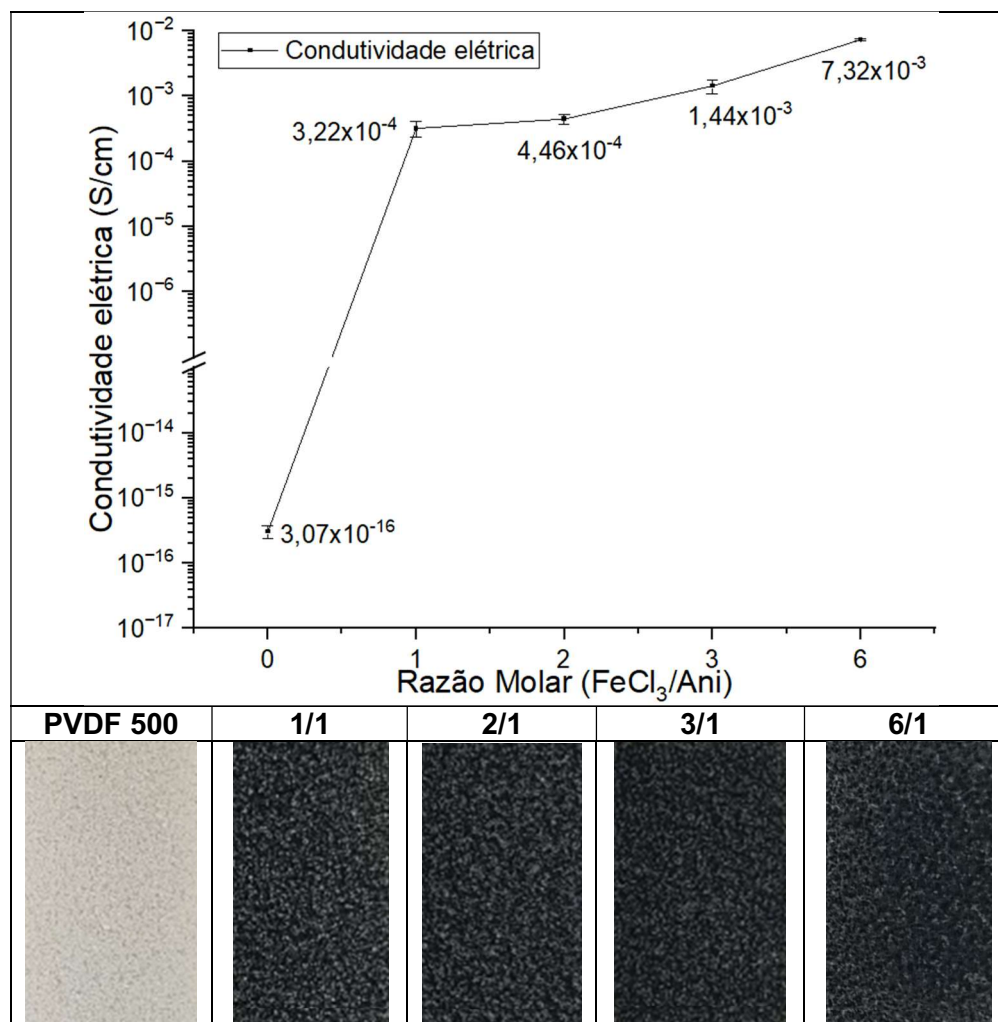 Condutividade elétrica
Condutividade elétrica (S/cm)
10⁻²
10⁻³
10⁻⁴
10⁻⁵
10⁻⁶
10⁻¹⁴
10⁻¹⁵
10⁻¹⁶
10⁻¹⁷
3,07x10⁻¹⁶
3,22x10⁻⁴
4,46x10⁻⁴
1,44x10⁻³
7,32x10⁻³
0 1 2 3 6
Razão Molar (FeCl₃/Ani)
PVDF 500 1/1 2/1 3/1 6/1